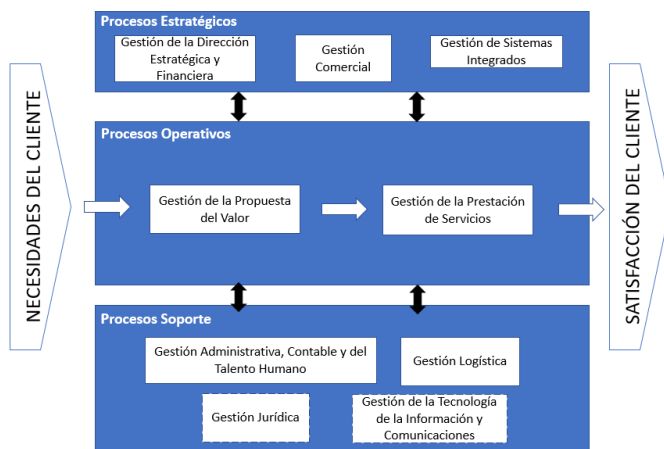 Procesos Estratégicos
Gestión de la Dirección
Estratégica y
Financiera
Gestión
Comercial
Gestión de Sistemas
Integrados
NECESIDADES DEL CLIENTE
Procesos Operativos
Gestión de la Propuesta
del Valor
Gestión de la Prestación
de Servicios
SATISFACCIÓN DEL CLIENTE
Procesos Soporte
Gestión Administrativa, Contable y del
Talento Humano
Gestión Logística
Gestión Jurídica
Gestión de la Tecnología
de la Información y
Comunicaciones